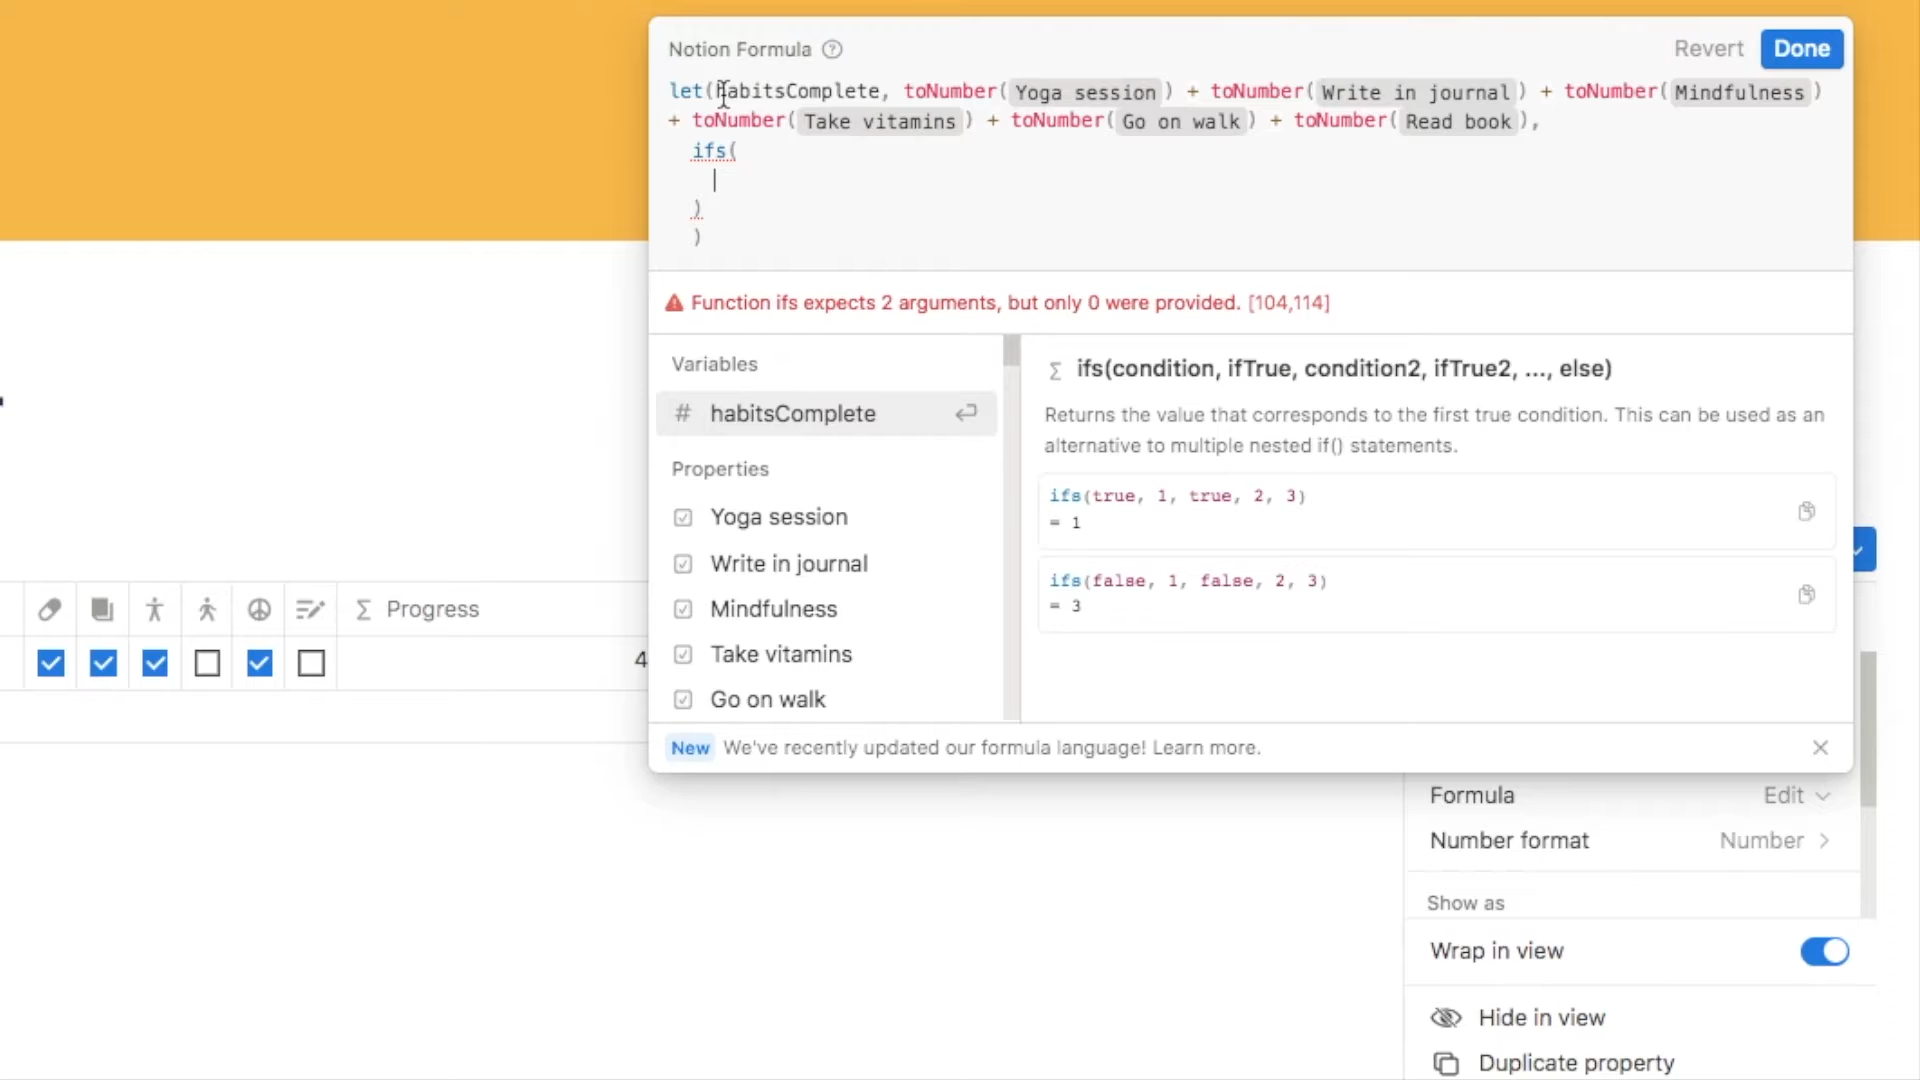 Notion Formula
Revert
Done
let(habitsComplete, toNumber( Yoga session ) + toNumber( Write in journal ) + toNumber( Mindfulness )
+ toNumber( Take vitamins ) + toNumber( Go on walk ) + toNumber( Read book ),
ifs(
)
)
Function ifs expects 2 arguments, but only 0 were provided. [104,114]
Variables
# habitsComplete
Properties
Yoga session
Write in journal
Mindfulness
Take vitamins
Go on walk
Σ ifs(condition, ifTrue, condition2, ifTrue2, ..., else)
Returns the value that corresponds to the first true condition. This can be used as an
alternative to multiple nested if() statements.
ifs(true, 1, true, 2, 3)
= 1
ifs(false, 1, false, 2, 3)
= 3
New We've recently updated our formula language! Learn more.
Σ Progress
4
Formula
Edit
Number format
Number
Show as
Wrap in view
Hide in view
Duplicate property